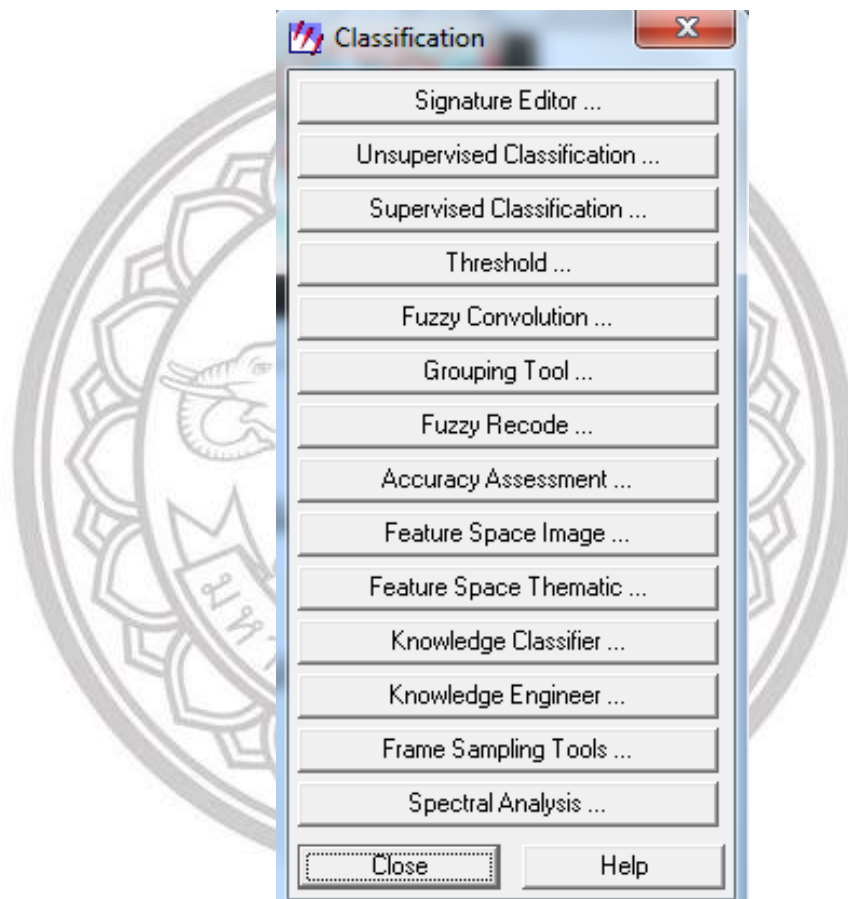 Classification
Signature Editor ...
Unsupervised Classification ...
Supervised Classification ...
Threshold ...
Fuzzy Convolution ...
Grouping Tool ...
Fuzzy Recode ...
Accuracy Assessment ...
Feature Space Image ...
Feature Space Thematic ...
Knowledge Classifier ...
Knowledge Engineer ...
Frame Sampling Tools ...
Spectral Analysis ...
Close Help